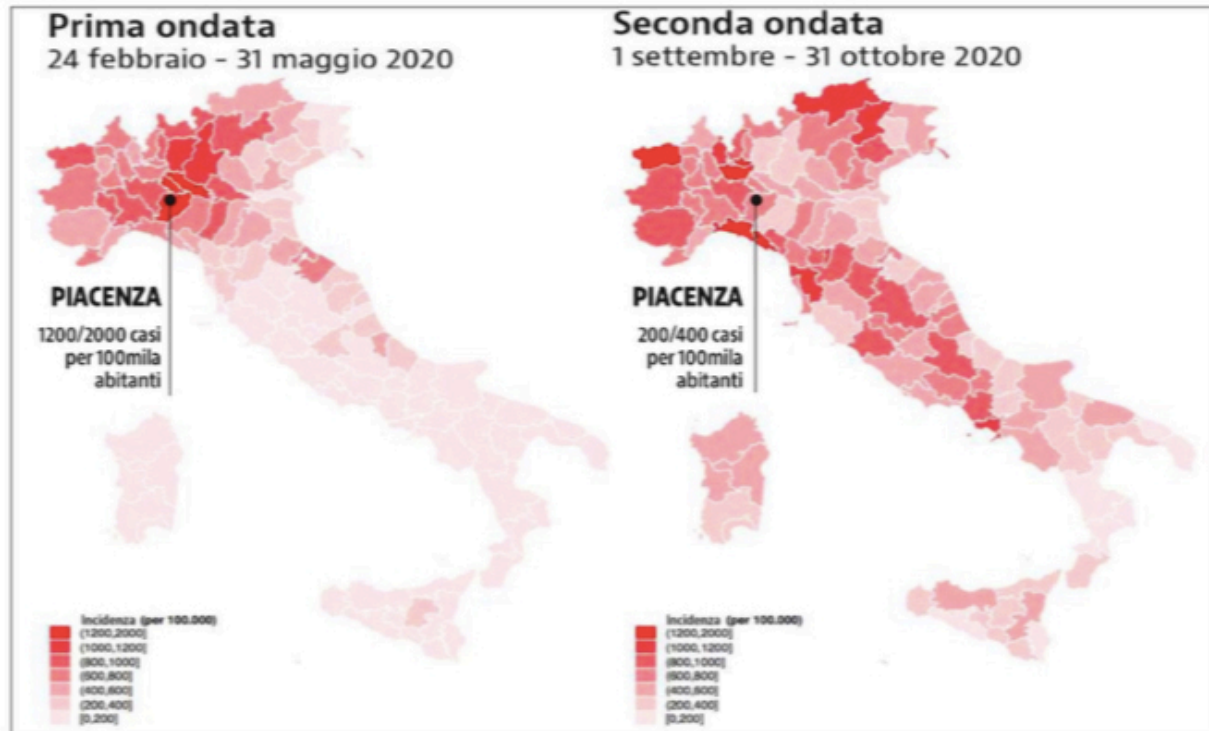 Prima ondata
24 febbraio - 31 maggio 2020
PIACENZA
1200/2000 casi
per 100mila
abitanti
Incidenza (per 100.000)
(1200,2000]
(1000,1200]
(800,1000]
(600,800]
(400,600]
(200,400]
[0,200]
Seconda ondata
1 settembre - 31 ottobre 2020
PIACENZA
200/400 casi
per 100mila
abitanti
Incidenza (per 100.000)
(1200,2000]
(1000,1200]
(800,1000]
(600,800]
(400,600]
(200,400]
[0,200]